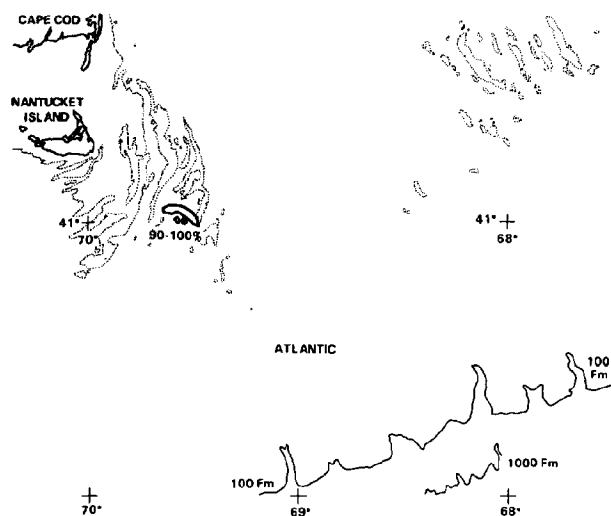 CAPE COD
NANTUCKET
ISLAND
41°
70°
90-100%
41°
68°
ATLANTIC
100
Fm
100 Fm
1000 Fm
70°
69°
68°